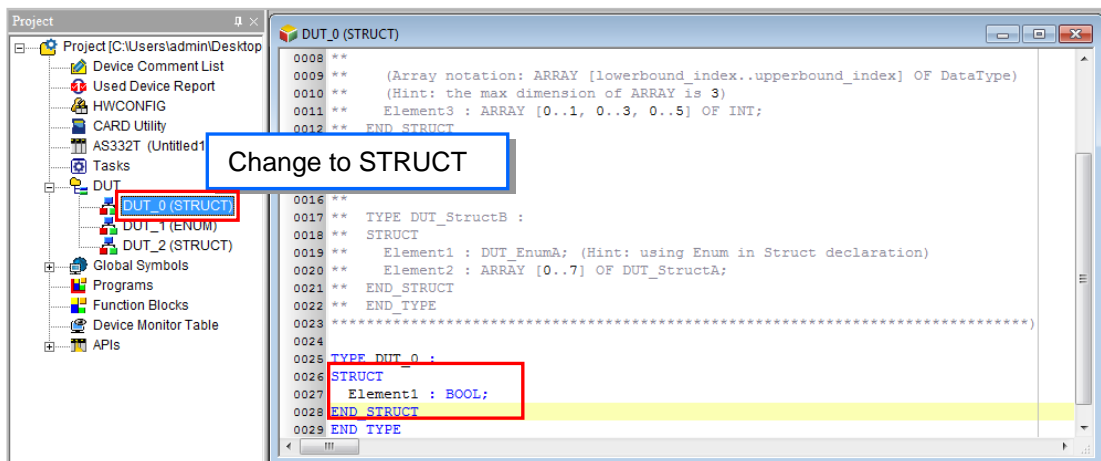 Project
Project [C:\Users\admin\Desktop
Device Comment List
Used Device Report
HWCONFIG
CARD Utility
AS332T (Untitled1
Tasks
DUT
DUT_0 (STRUCT)
DUT_1 (ENUM)
DUT_2 (STRUCT)
Global Symbols
Programs
Function Blocks
Device Monitor Table
APIs
Change to STRUCT
DUT_0 (STRUCT)
0008 **
0009 ** (Array notation: ARRAY [lowerbound_index..upperbound_index] OF DataType)
0010 ** (Hint: the max dimension of ARRAY is 3)
0011 ** Element3 : ARRAY [0..1, 0..3, 0..5] OF INT;
0012 ** END_STRUCT
0016 **
0017 ** TYPE DUT_StructB :
0018 ** STRUCT
0019 ** Element1 : DUT_EnumA; (Hint: using Enum in Struct declaration)
0020 ** Element2 : ARRAY [0..7] OF DUT_StructA;
0021 ** END_STRUCT
0022 ** END_TYPE
0023 ********************************************************************************)
0024
0025 TYPE DUT_0 :
0026 STRUCT
0027 Element1 : BOOL;
0028 END_STRUCT
0029 END_TYPE